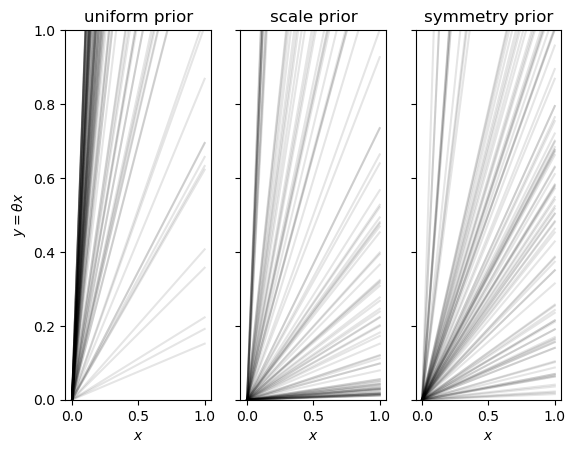 uniform prior
scale prior
symmetry prior
y = θx
1.0
0.8
0.6
0.4
0.2
0.0
0.0 0.5 1.0
0.0 0.5 1.0
0.0 0.5 1.0
x
x
x